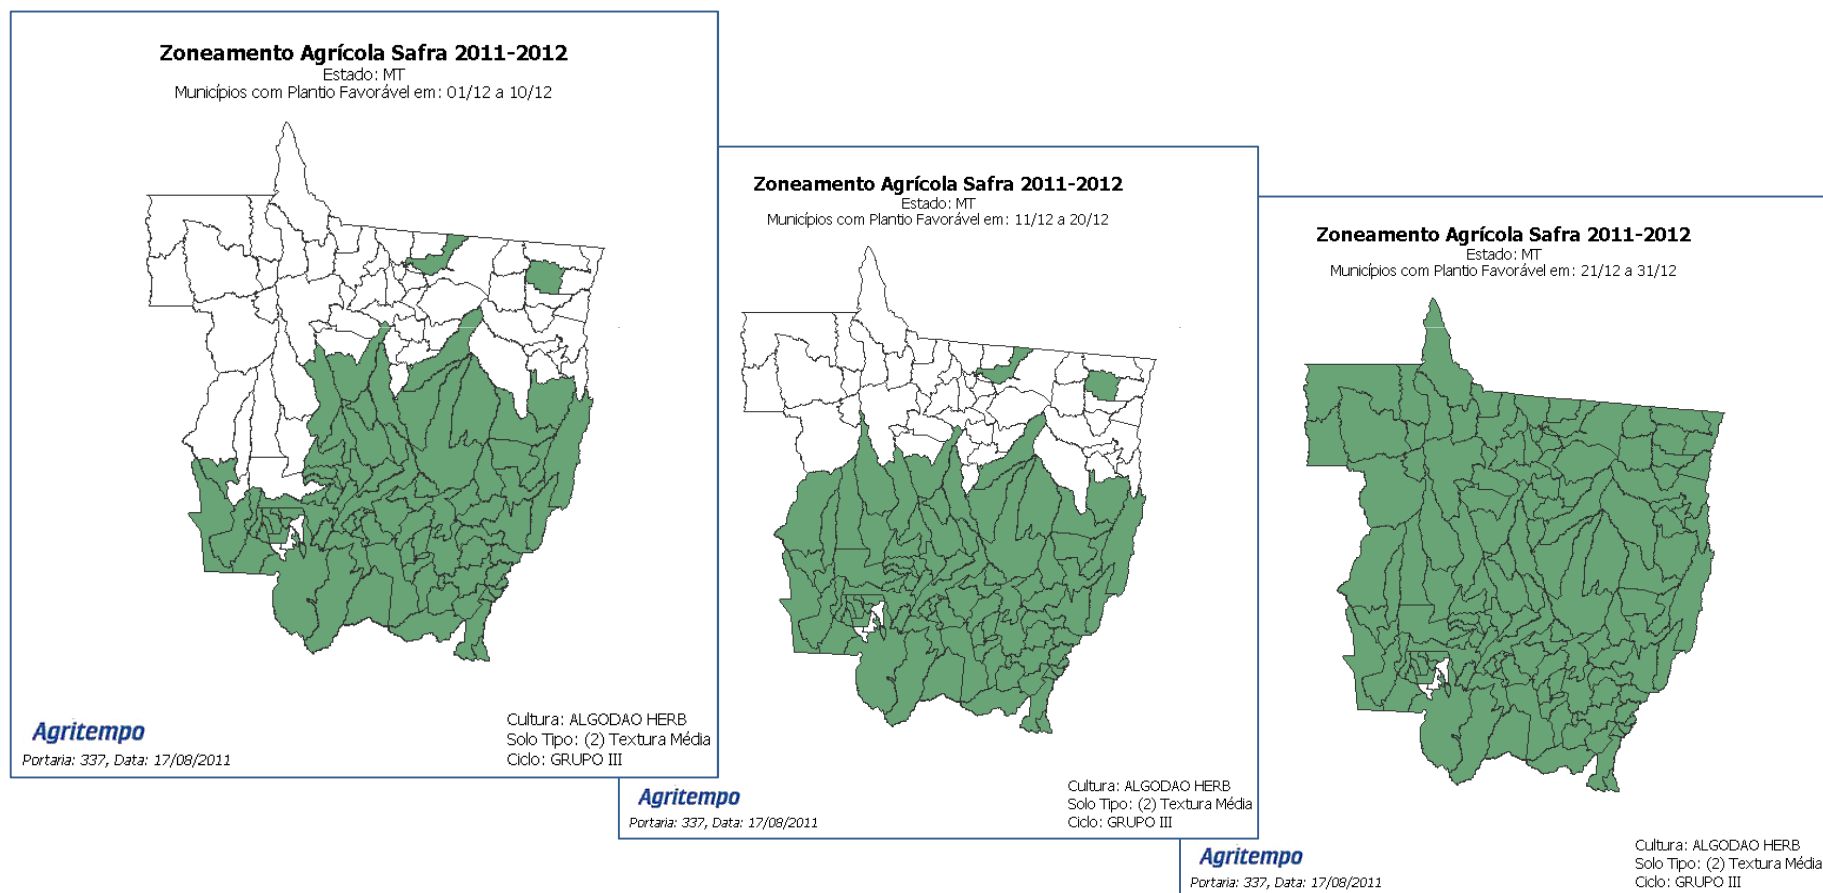 Zoneamento Agrícola Safra 2011-2012
Estado: MT
Municípios com Plantio Favorável em: 01/12 a 10/12
Agritempo
Portaria: 337, Data: 17/08/2011
Cultura: ALGODAO HERB
Solo Tipo: (2) Textura Média
Ciclo: GRUPO III
Zoneamento Agrícola Safra 2011-2012
Estado: MT
Municípios com Plantio Favorável em: 11/12 a 20/12
Agritempo
Portaria: 337, Data: 17/08/2011
Cultura: ALGODAO HERB
Solo Tipo: (2) Textura Média
Ciclo: GRUPO III
Zoneamento Agrícola Safra 2011-2012
Estado: MT
Municípios com Plantio Favorável em: 21/12 a 31/12
Agritempo
Portaria: 337, Data: 17/08/2011
Cultura: ALGODAO HERB
Solo Tipo: (2) Textura Média
Ciclo: GRUPO III